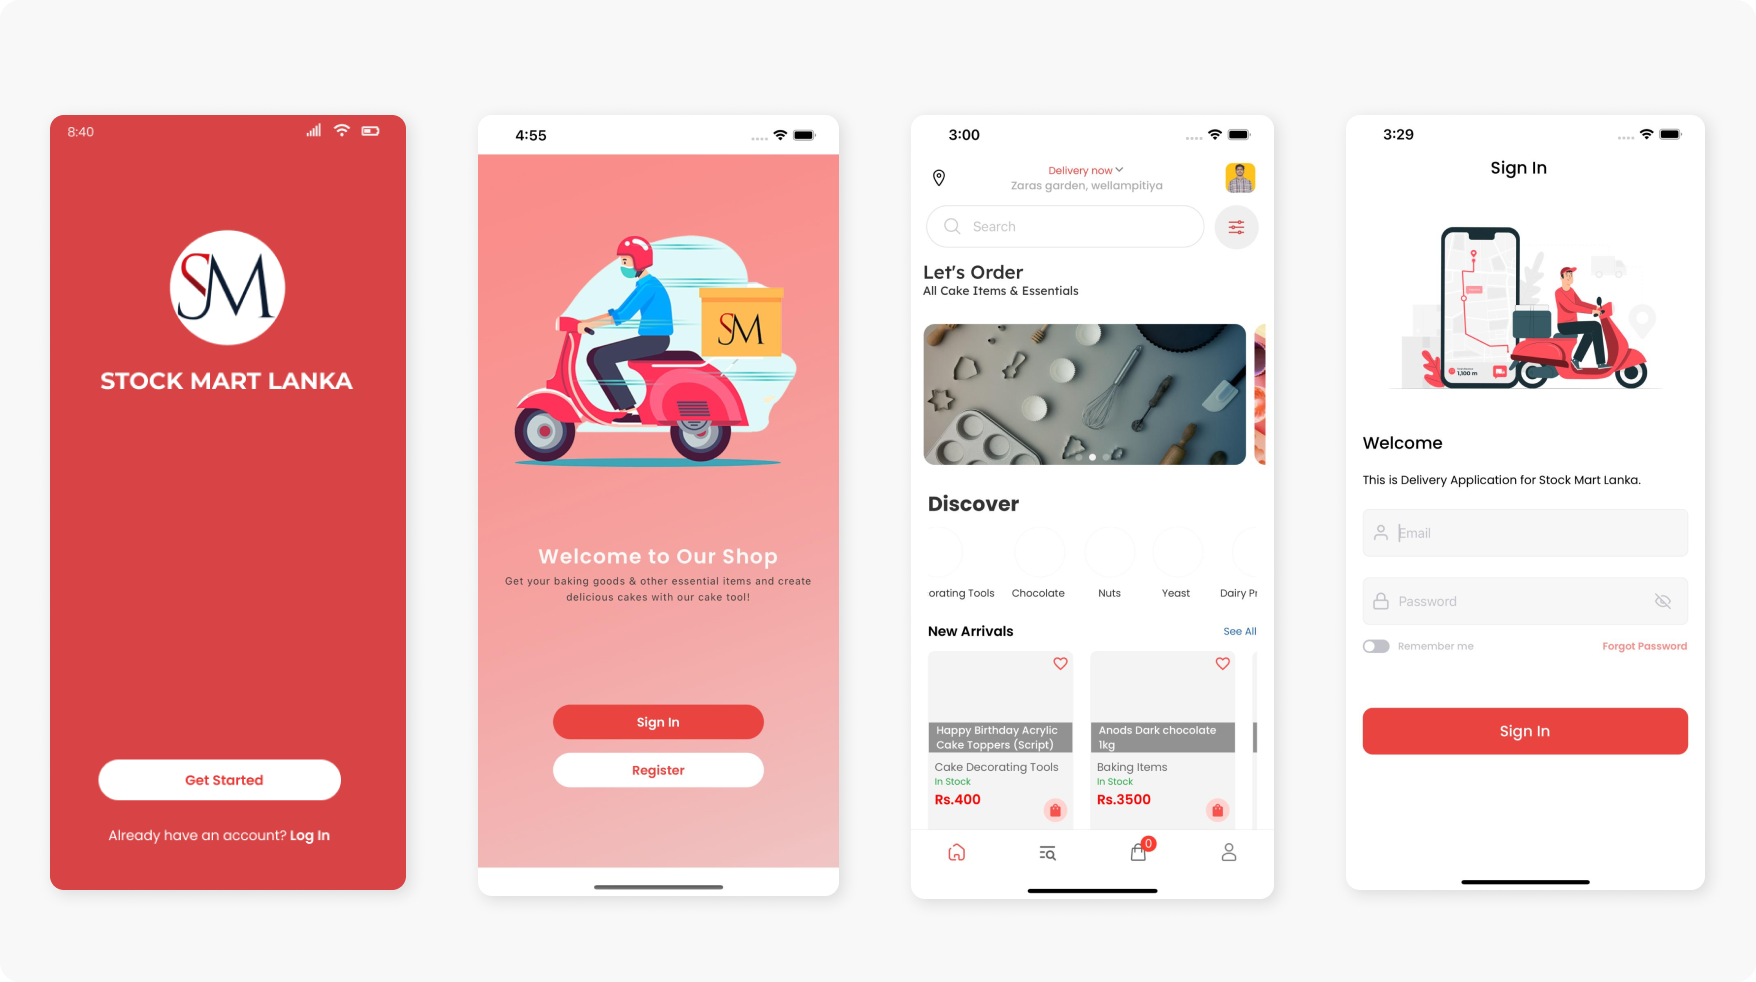 8:40
SM
STOCK MART LANKA
Get Started
Already have an account? Log In
4:55
SM
Welcome to Our Shop
Get your baking goods & other essential items and create
delicious cakes with our cake tool!
Sign In
Register
3:00
Delivery now
Zaras garden, wellampitiya
Search
Let's Order
All Cake Items & Essentials
Discover
orating Tools
Chocolate
Nuts
Yeast
Dairy Pr
New Arrivals
See All
Happy Birthday Acrylic
Cake Toppers (Script)
Cake Decorating Tools
In Stock
Rs.400
Anods Dark chocolate
1kg
Baking Items
In Stock
Rs.3500
0
3:29
Sign In
1,100 m
Welcome
This is Delivery Application for Stock Mart Lanka.
Email
Password
Remember me
Forgot Password
Sign In